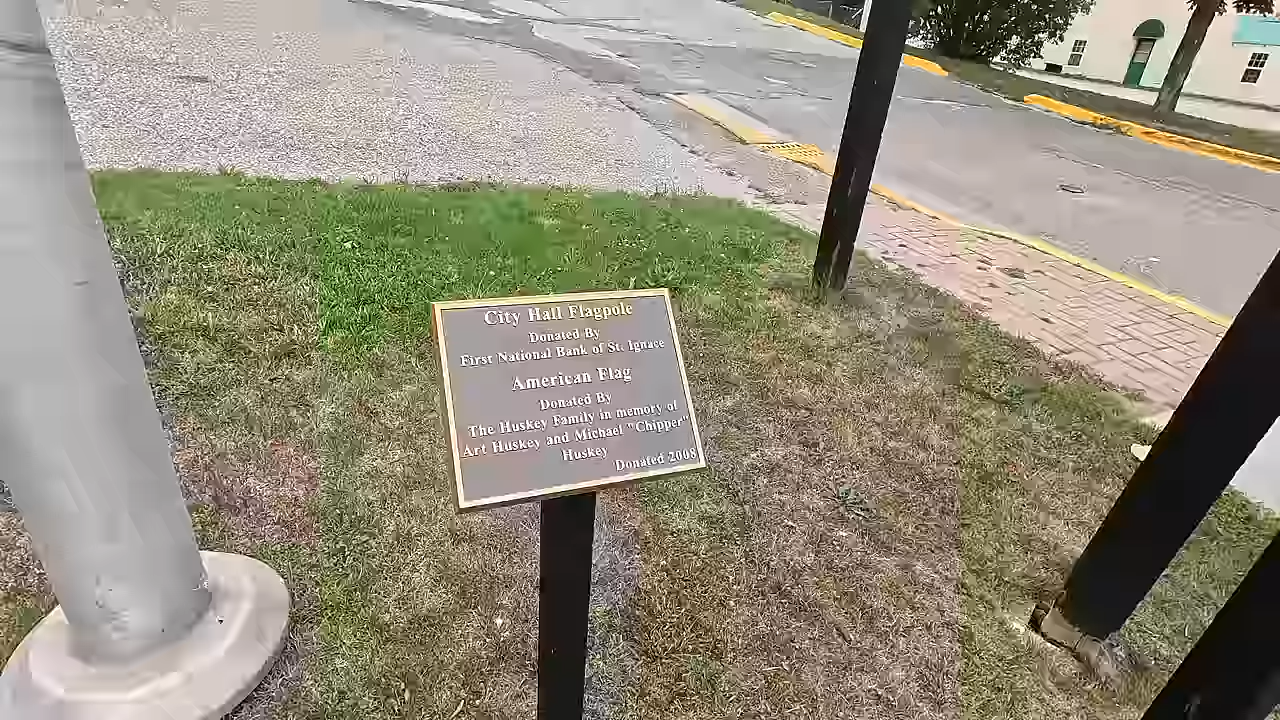 City Hall Flagpole
Donated By
First National Bank of St. Ignace
American Flag
Donated By
The Huskey Family in memory of
Art Huskey and Michael "Chipper"
Huskey
Donated 2008